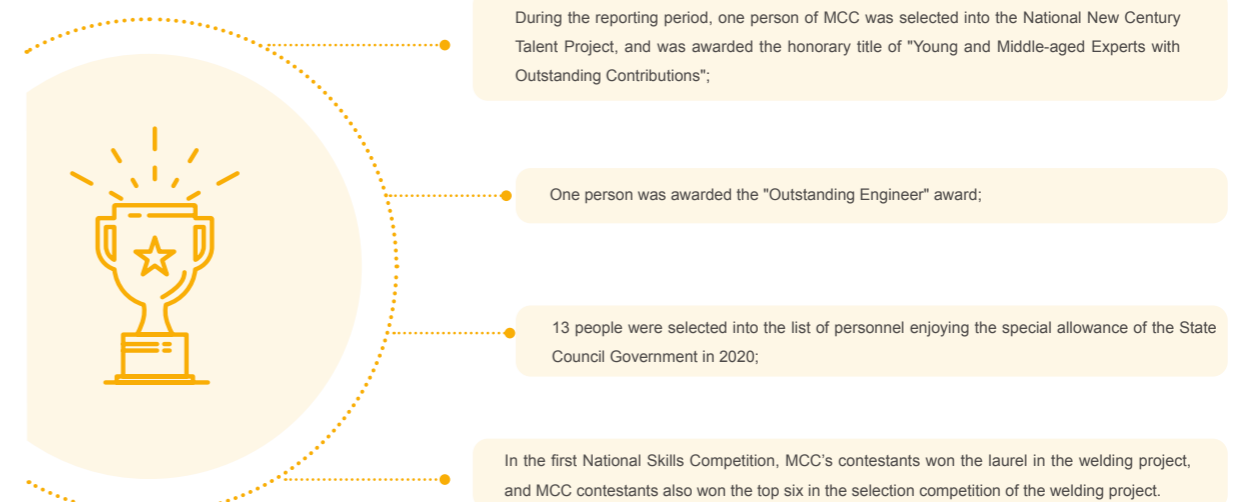 During the reporting period, one person of MCC was selected into the National New Century
Talent Project, and was awarded the honorary title of "Young and Middle-aged Experts with
Outstanding Contributions";
One person was awarded the "Outstanding Engineer" award;
13 people were selected into the list of personnel enjoying the special allowance of the State
Council Government in 2020;
In the first National Skills Competition, MCC's contestants won the laurel in the welding project,
and MCC contestants also won the top six in the selection competition of the welding project.